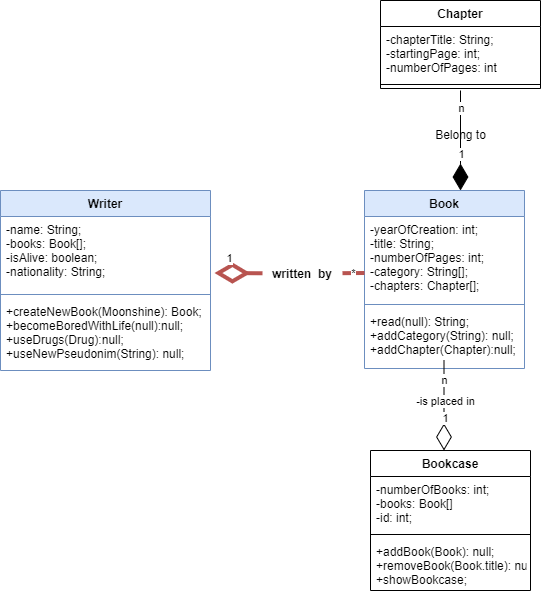 Chapter
-chapterTitle: String;
-startingPage: int;
-numberOfPages: int
n
Belong to
1
Writer
-name: String;
-books: Book[];
-isAlive: boolean;
-nationality: String;
+createNewBook(Moonshine): Book;
+becomeBoredWithLife(null):null;
+useDrugs(Drug):null;
+useNewPseudonim(String): null;
1
written by
*
Book
-yearOfCreation: int;
-title: String;
-numberOfPages: int;
-category: String[];
-chapters: Chapter[];
+read(null): String;
+addCategory(String): null;
+addChapter(Chapter):null;
n
-is placed in
1
Bookcase
-numberOfBooks: int;
-books: Book[]
-id: int;
+addBook(Book): null;
+removeBook(Book.title): nu
+showBookcase;